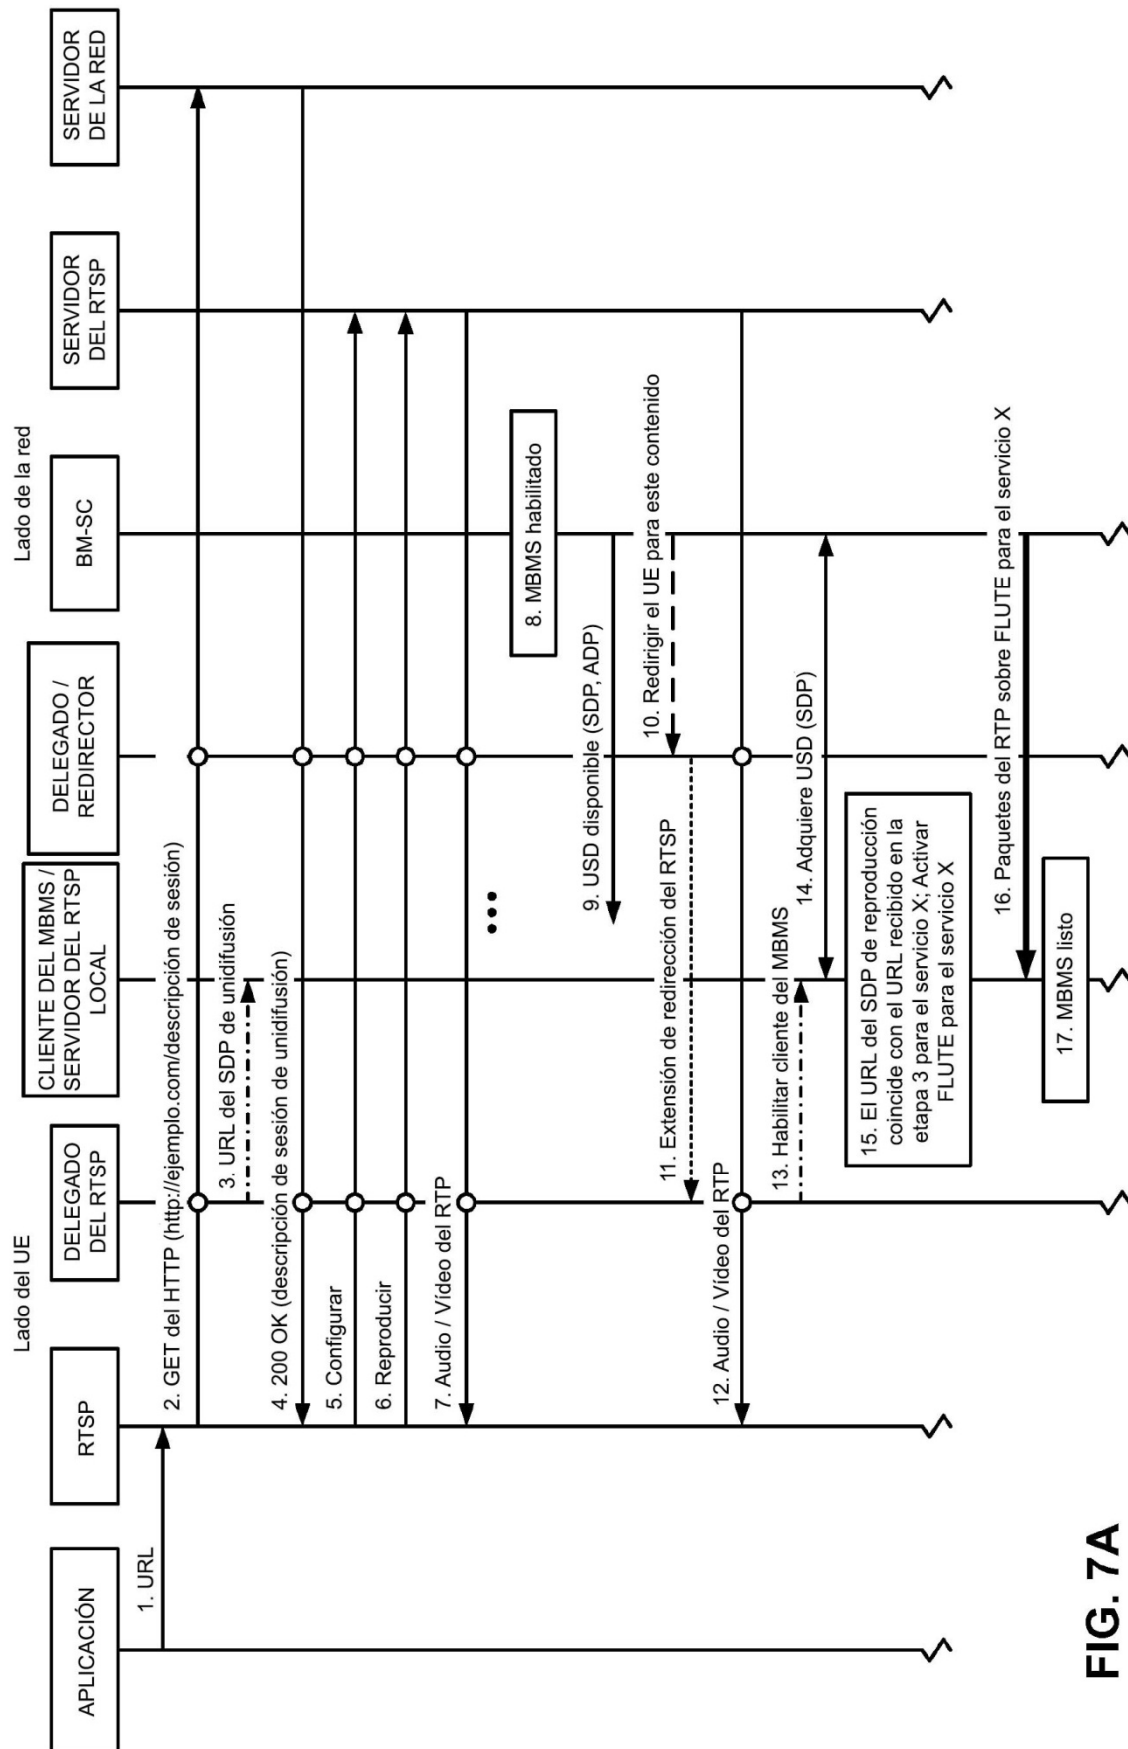 Lado del UE
Lado de la red
APLICACIÓN
RTSP
DELEGADO
DEL RTSP
CLIENTE DEL MBMS /
SERVIDOR DEL RTSP
LOCAL
DELEGADO /
REDIRECTOR
BM-SC
SERVIDOR
DEL RTSP
SERVIDOR
DE LA RED
1. URL
2. GET del HTTP (http://ejemplo.com/descripción de sesión)
3. URL del SDP de unidifusión
4. 200 OK (descripción de sesión de unidifusión)
5. Configurar
6. Reproducir
7. Audio / Vídeo del RTP
8. MBMS habilitado
9. USD disponible (SDP, ADP)
10. Redirigir el UE para este contenido
11. Extensión de redirección del RTSP
12. Audio / Vídeo del RTP
13. Habilitar cliente del MBMS
14. Adquiere USD (SDP)
15. El URL del SDP de reproducción
coincide con el URL recibido en la
etapa 3 para el servicio X; Activar
FLUTE para el servicio X
16. Paquetes del RTP sobre FLUTE para el servicio X
17. MBMS listo
FIG. 7A